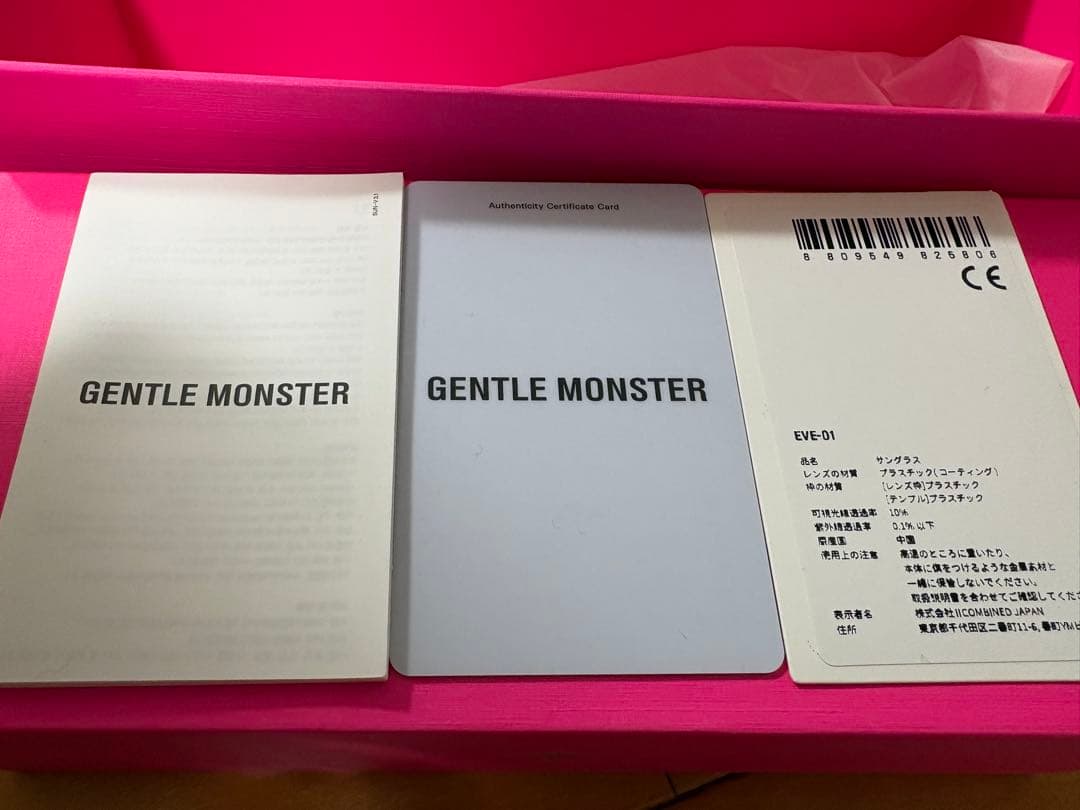 SUN-V3.1
GENTLE MONSTER
Authenticity Certificate Card
GENTLE MONSTER
8 809549 825806
CE
EVE-01
品名 サングラス
レンズの材質 プラスチック(コーティング)
枠の材質 [レンズ枠]プラスチック
[テンプル]プラスチック
可視光線透過率 10%
紫外線透過率 0.1%以下
原産国 中国
使用上の注意 高温のところに置いたり、
本体に傷をつけるような金属素材と
一緒に保管しないでください。
取扱説明書を合わせてご確認してくださ
表示者名 株式会社IICOMBINED JAPAN
住所 東京都千代田区二番町11-6, 番町YMビ